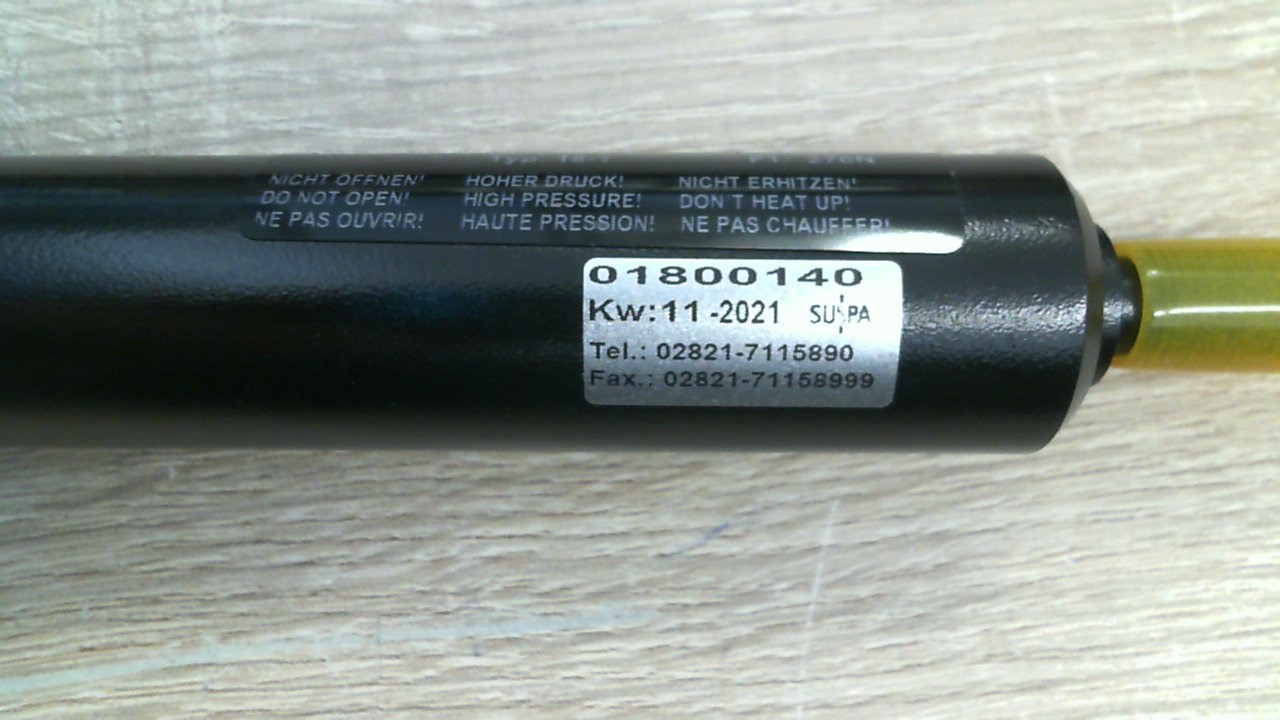 NICHT ÖFFNEN! HOHER DRUCK! NICHT ERHITZEN!
DO NOT OPEN! HIGH PRESSURE! DON'T HEAT UP!
NE PAS OUVRIR! HAUTE PRESSION! NE PAS CHAUFFER!
01800140
Kw:11-2021 SUSPA
Tel.: 02821-7115890
Fax.: 02821-71158999